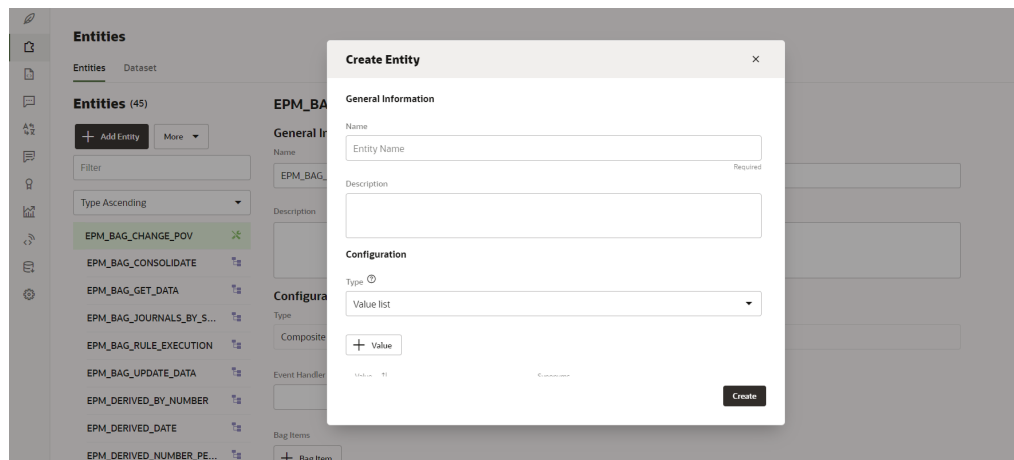 Entities
Entities Dataset
Entities (45)
+ Add Entity
More
Filter
Type Ascending
EPM_BAG_CHANGE_POV
EPM_BAG_CONSOLIDATE
EPM_BAG_GET_DATA
EPM_BAG_JOURNALS_BY_S...
EPM_BAG_RULE_EXECUTION
EPM_BAG_UPDATE_DATA
EPM_DERIVED_BY_NUMBER
EPM_DERIVED_DATE
EPM_DERIVED_NUMBER_PE...
EPM_BA
General In
Name
EPM_BAG_
Description
Configura
Type
Composite
Event Handler
Bag Items
+ Bag Item
Create Entity
General Information
Name
Entity Name
Required
Description
Configuration
Type
Value list
+ Value
Value Synonyms
Create